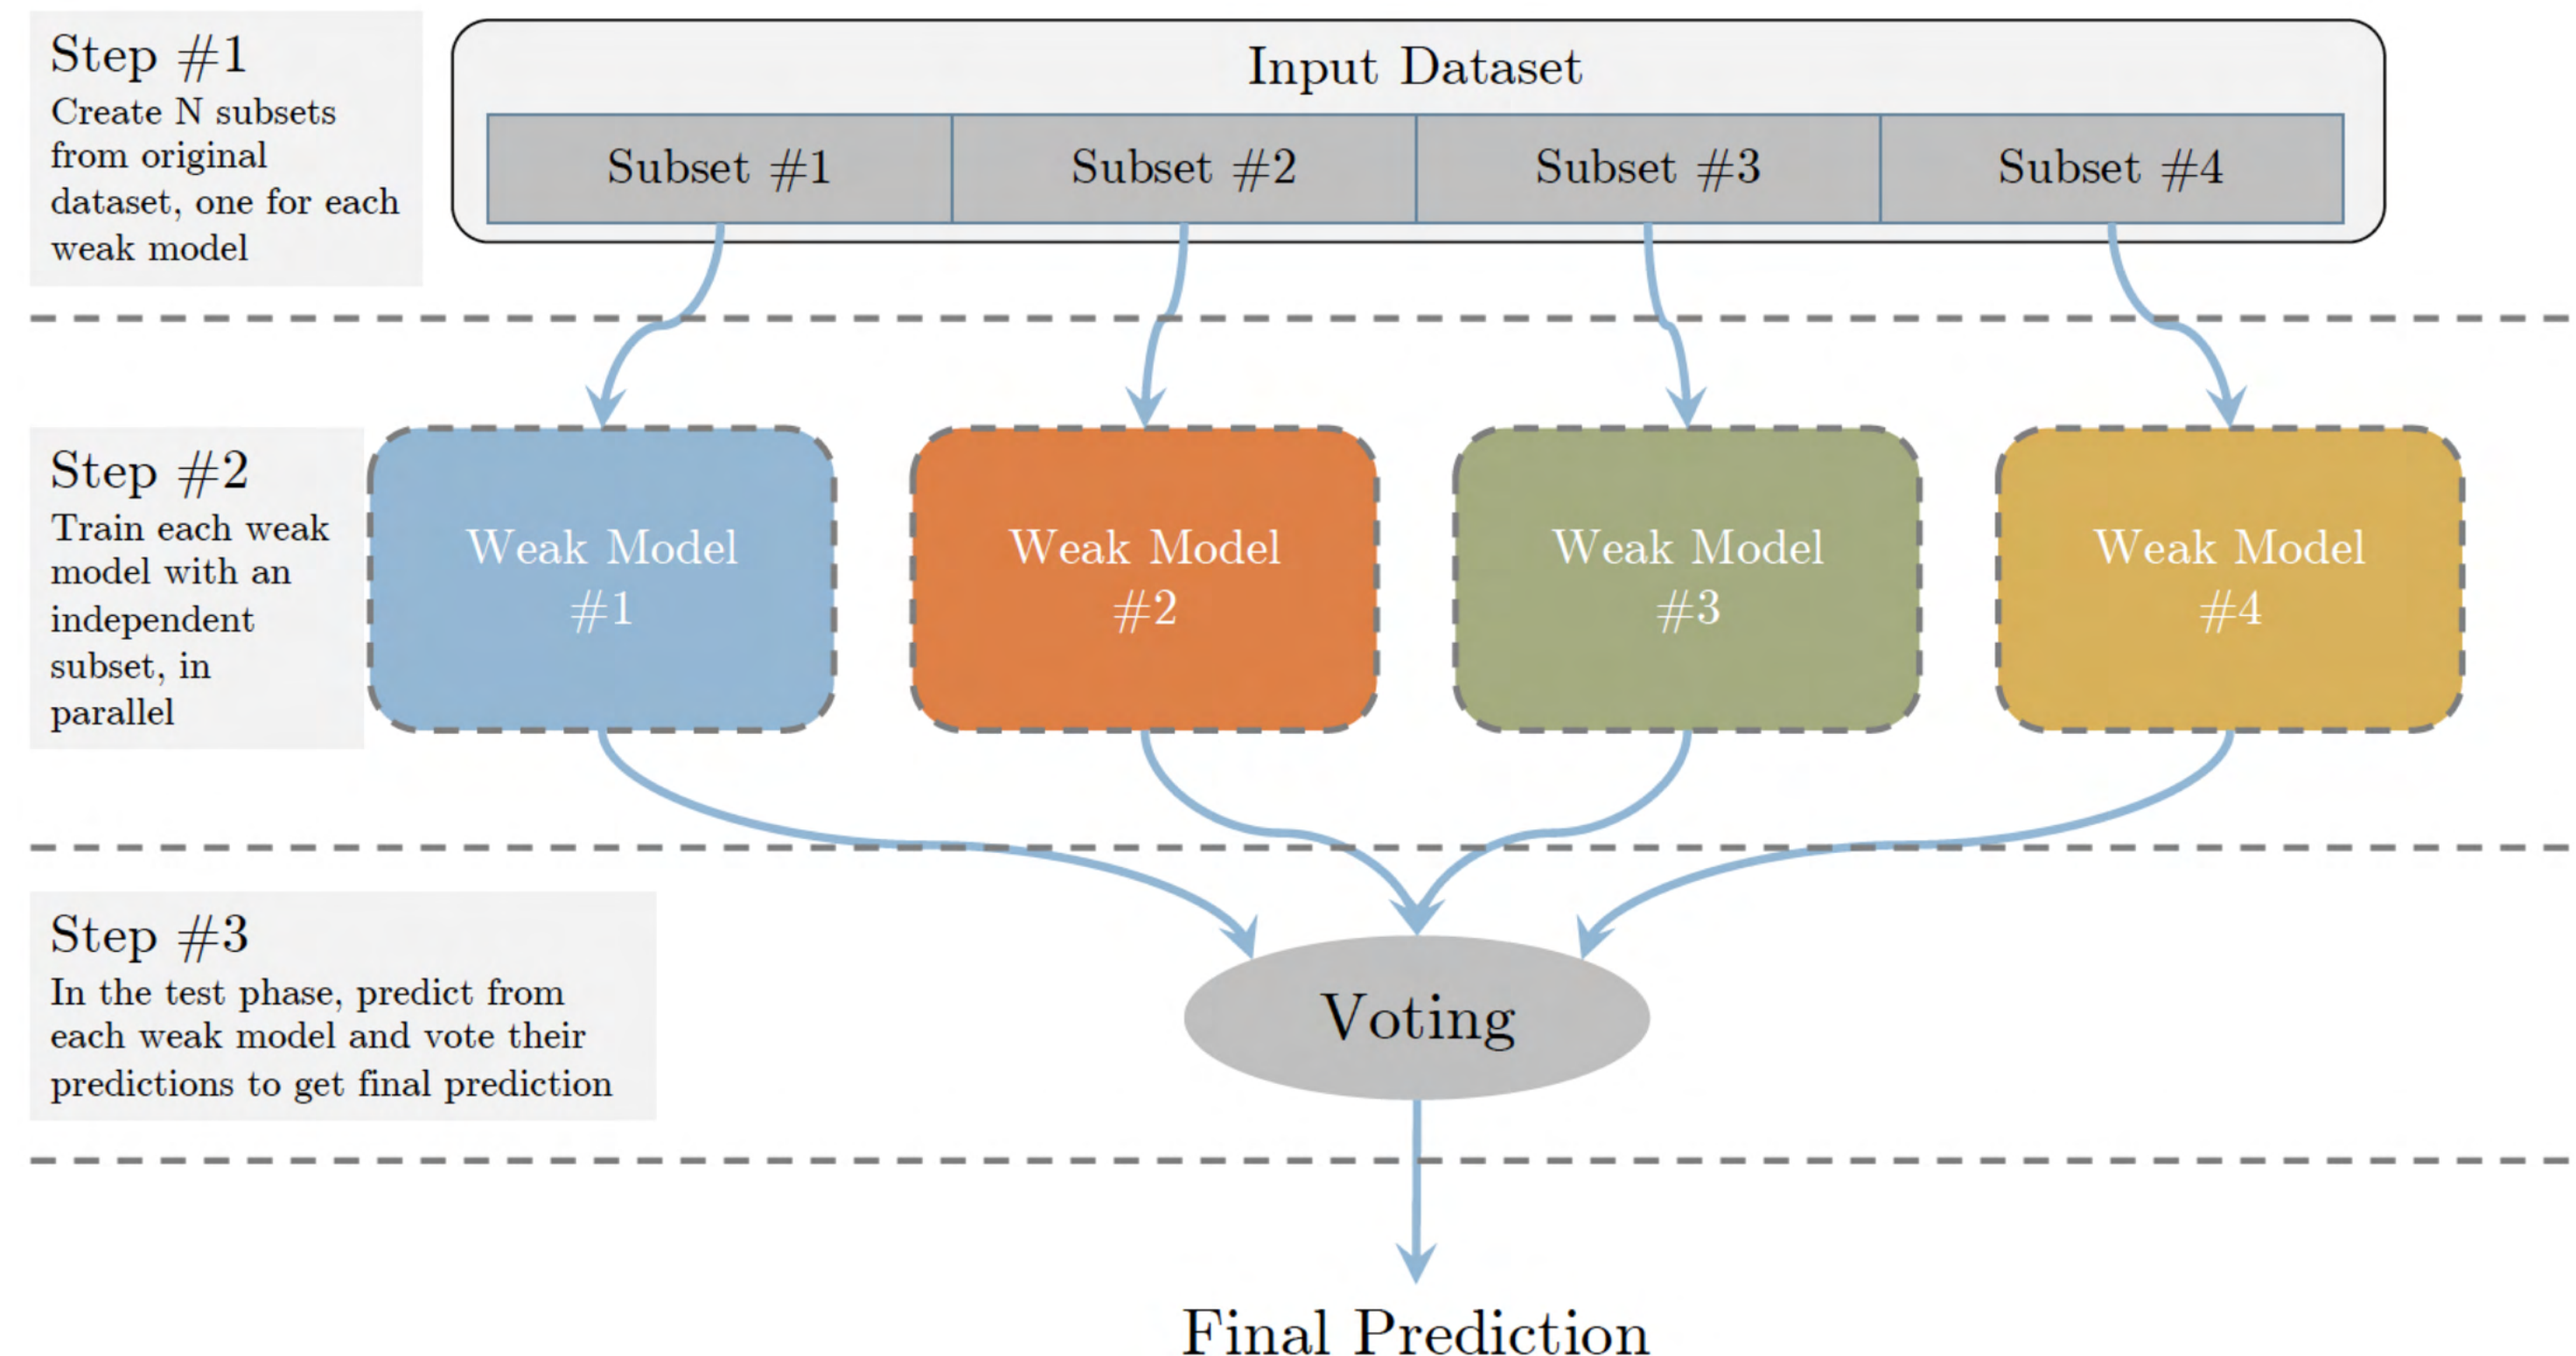 Step #1
Create N subsets
from original
dataset, one for each
weak model
Input Dataset
Subset #1
Subset #2
Subset #3
Subset #4
Step #2
Train each weak
model with an
independent
subset, in
parallel
Weak Model
#1
Weak Model
#2
Weak Model
#3
Weak Model
#4
Step #3
In the test phase, predict from
each weak model and vote their
predictions to get final prediction
Voting
Final Prediction